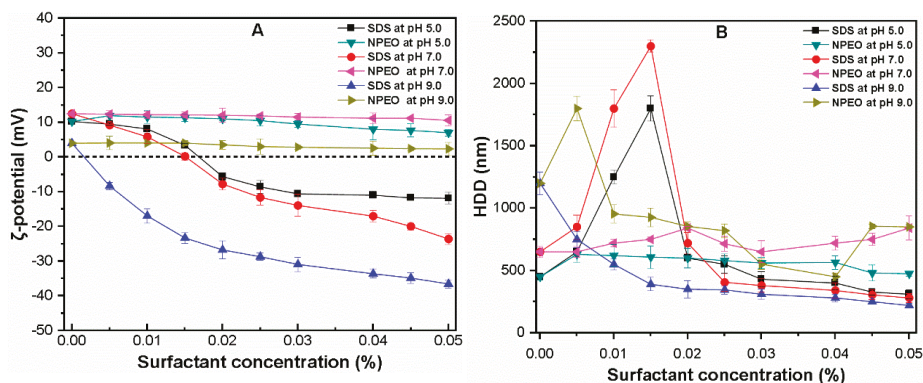 A
SDS at pH 5.0
NPEO at pH 5.0
SDS at pH 7.0
NPEO at pH 7.0
SDS at pH 9.0
NPEO at pH 9.0
40
30
20
10
0
-10
-20
-30
-40
-50
ζ-potential (mV)
0.00 0.01 0.02 0.03 0.04 0.05
Surfactant concentration (%)
B
SDS at pH 5.0
NPEO at pH 5.0
SDS at pH 7.0
NPEO at pH 7.0
SDS at pH 9.0
NPEO at pH 9.0
2500
2000
1500
1000
500
0
HDD (nm)
0.00 0.01 0.02 0.03 0.04 0.05
Surfactant concentration (%)